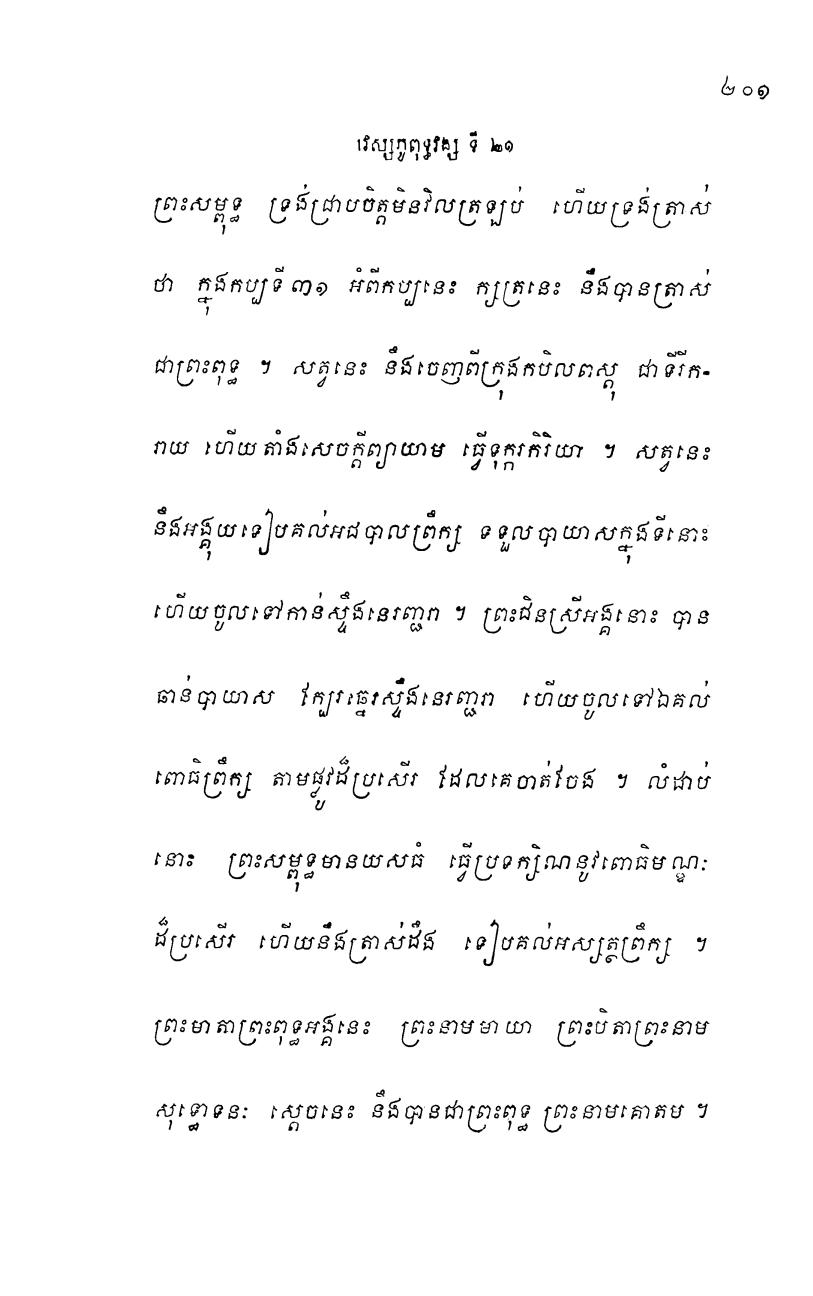 ២០១
វេស្សភូពុទ្ធវង្ស ទី ២១
ព្រះសម្ពុទ្ធ ទ្រង់ជ្រាបចិត្តមិនវិលត្រឡប់ ហើយទ្រង់ត្រាស់
ថា ក្នុងកប្បទី៣១ អំពីកប្បនេះ ក្សត្រនេះ នឹងបានត្រាស់
ជាព្រះពុទ្ធ ។ សត្វនេះ នឹងចេញពីក្រុងកបិលពស្តុ ជាទីរីក-
រាយ ហើយតាំងសេចក្តីព្យាយាម ធ្វើទុក្ករកិរិយា ។ សត្វនេះ
នឹងអង្គុយទៀបគល់អជបាលព្រឹក្ស ទទួលបាយាសក្នុងទីនោះ
ហើយចូលទៅកាន់ស្ទឹងនេរញ្ជរា ។ ព្រះជិនស្រីអង្គនោះ បាន
ឆាន់បាយាស ក្បែរឆ្នេរស្ទឹងនេរញ្ជរា ហើយចូលទៅឯគល់
ពោធិព្រឹក្ស តាមផ្លូវដ៏ប្រសើរ ដែលគេចាត់ចែង ។ លំដាប់
នោះ ព្រះសម្ពុទ្ធមានយសធំ ធ្វើប្រទក្សិណនូវពោធិមណ្ឌៈ
ដ៏ប្រសើរ ហើយនឹងត្រាស់ដឹង ទៀបគល់អស្សត្ថព្រឹក្ស ។
ព្រះមាតាព្រះពុទ្ធអង្គនេះ ព្រះនាមមាយា ព្រះបិតាព្រះនាម
សុទ្ធោទនៈ ស្តេចនេះ នឹងបានជាព្រះពុទ្ធ ព្រះនាមគោតម ។